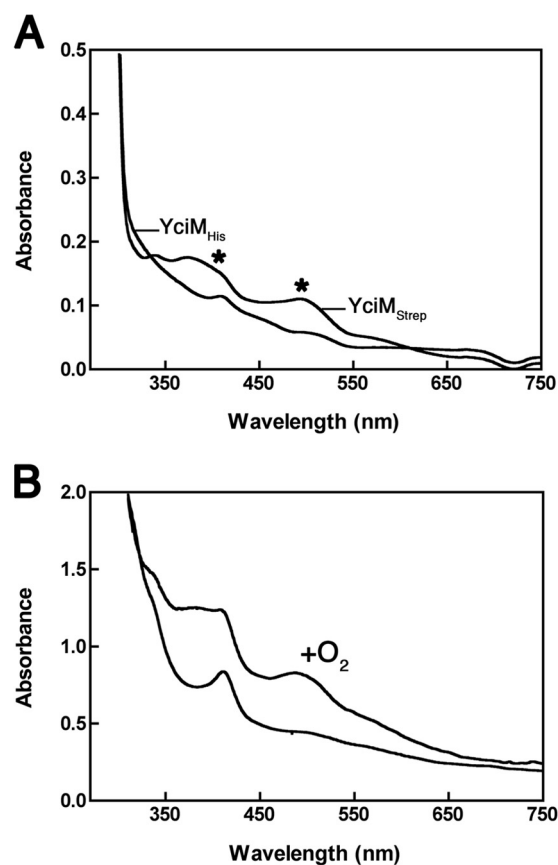 A
0.5
0.4
0.3
0.2
0.1
0.0
Absorbance
YciM_His
*
*
YciM_Strep
350 450 550 650 750
Wavelength (nm)
B
2.0
1.5
1.0
0.5
0.0
Absorbance
+O₂
350 450 550 650 750
Wavelength (nm)